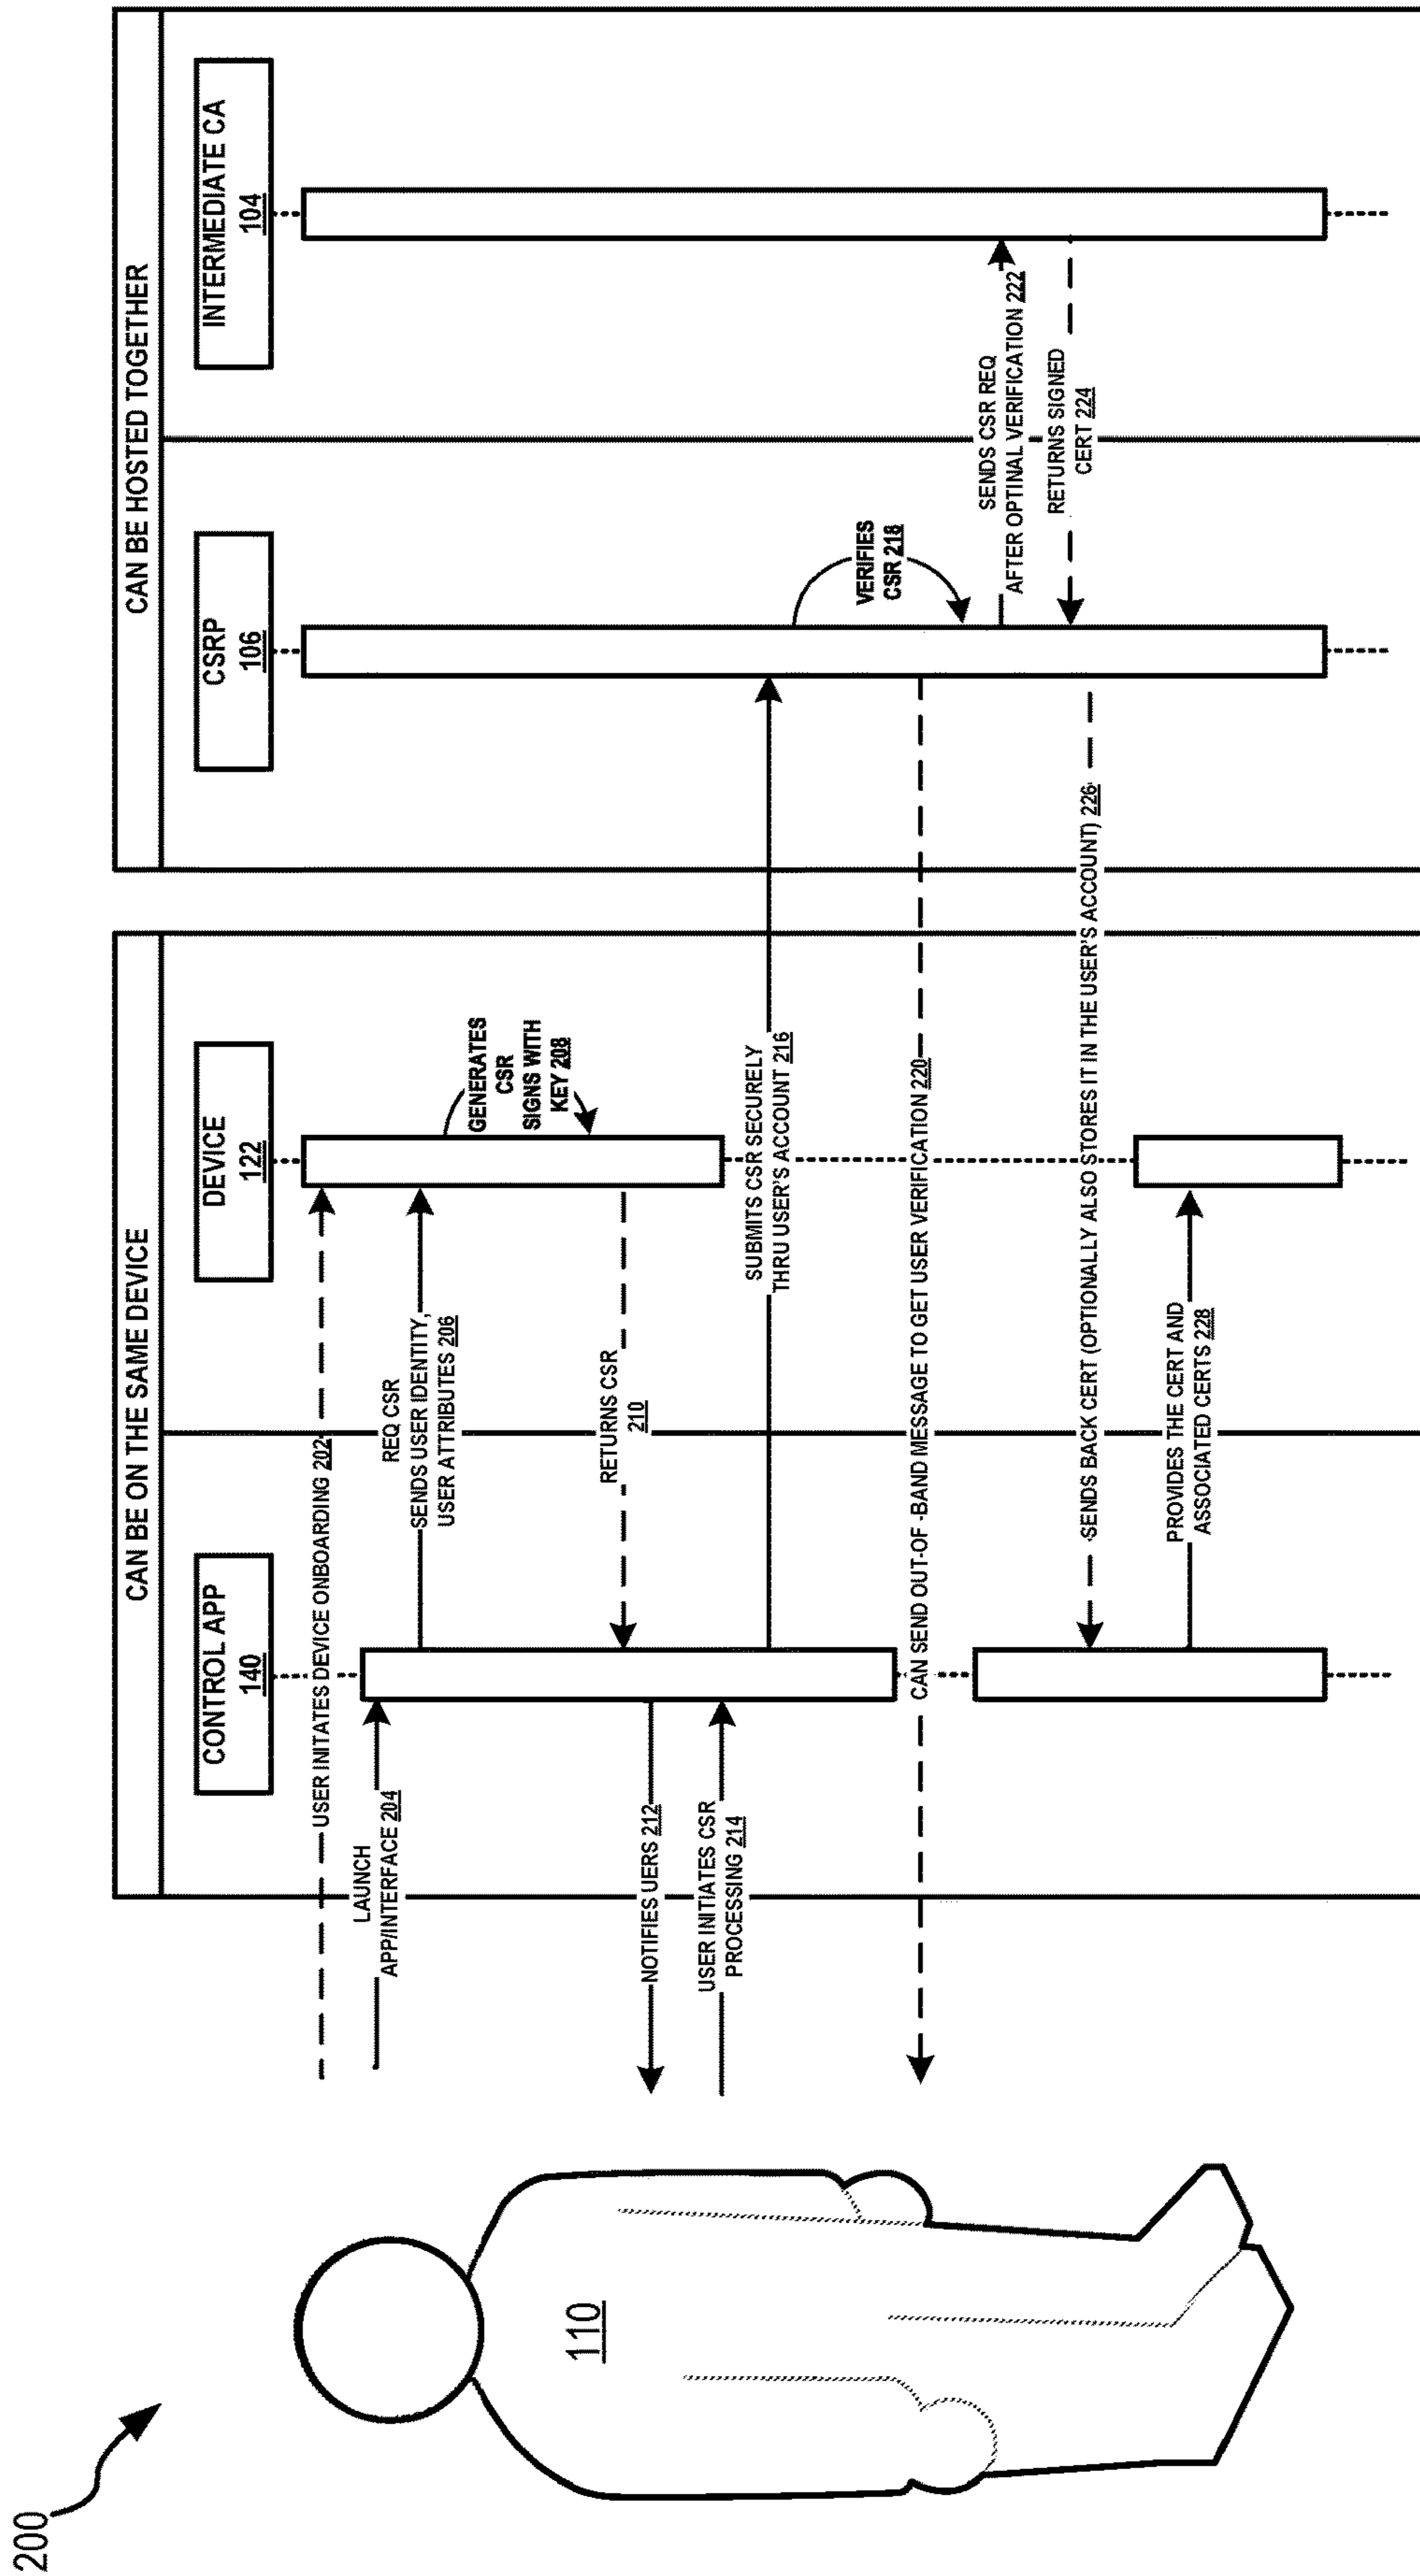 200
110
CAN BE ON THE SAME DEVICE
CAN BE HOSTED TOGETHER
CONTROL APP
140
DEVICE
122
CSRP
106
INTERMEDIATE CA
104
USER INITATES DEVICE ONBOARDING 202
LAUNCH
APP/INTERFACE 204
REQ CSR
SENDS USER IDENTITY,
USER ATTRIBUTES 206
GENERATES
CSR
SIGNS WITH
KEY 208
RETURNS CSR
210
NOTIFIES UERS 212
USER INITIATES CSR
PROCESSING 214
SUBMITS CSR SECURELY
THRU USER'S ACCOUNT 216
VERIFIES
CSR 218
CAN SEND OUT-OF -BAND MESSAGE TO GET USER VERIFICATION 220
SENDS CSR REQ
AFTER OPTINAL VERIFICATION 222
RETURNS SIGNED
CERT 224
SENDS BACK CERT (OPTIONALLY ALSO STORES IT IN THE USER'S ACCOUNT) 226
PROVIDES THE CERT AND
ASSOCIATED CERTS 228